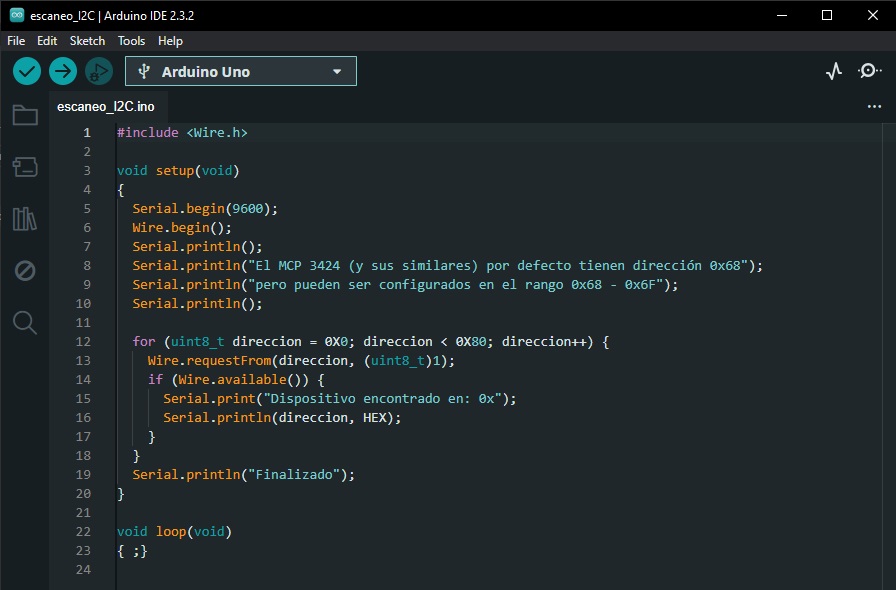 escaneo_I2C | Arduino IDE 2.3.2
File Edit Sketch Tools Help
Arduino Uno
escaneo_I2C.ino
1 #include <Wire.h>
2
3 void setup(void)
4 {
5 Serial.begin(9600);
6 Wire.begin();
7 Serial.println();
8 Serial.println("El MCP 3424 (y sus similares) por defecto tienen dirección 0x68");
9 Serial.println("pero pueden ser configurados en el rango 0x68 - 0x6F");
10 Serial.println();
11
12 for (uint8_t direccion = 0X0; direccion < 0X80; direccion++) {
13 Wire.requestFrom(direccion, (uint8_t)1);
14 if (Wire.available()) {
15 Serial.print("Dispositivo encontrado en: 0x");
16 Serial.println(direccion, HEX);
17 }
18 }
19 Serial.println("Finalizado");
20 }
21
22 void loop(void)
23 { ;}
24